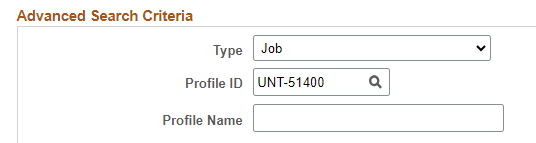 Advanced Search Criteria
Type Job
Profile ID UNT-51400
Profile Name